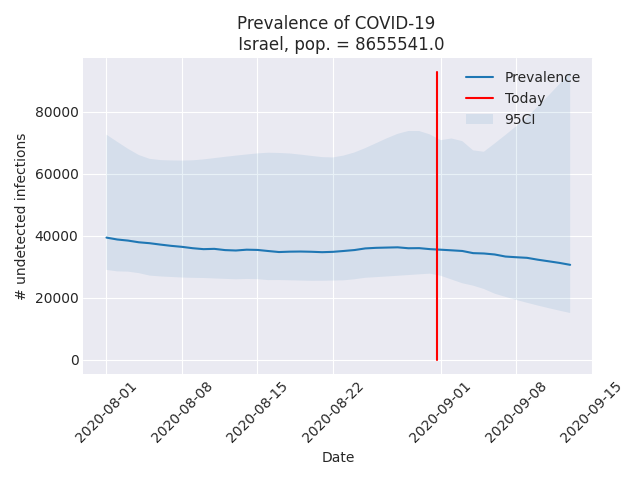 Prevalence of COVID-19
Israel, pop. = 8655541.0
Prevalence
Today
95CI
80000
60000
40000
20000
0
# undetected infections
2020-08-01
2020-08-08
2020-08-15
2020-08-22
2020-09-01
2020-09-08
2020-09-15
Date